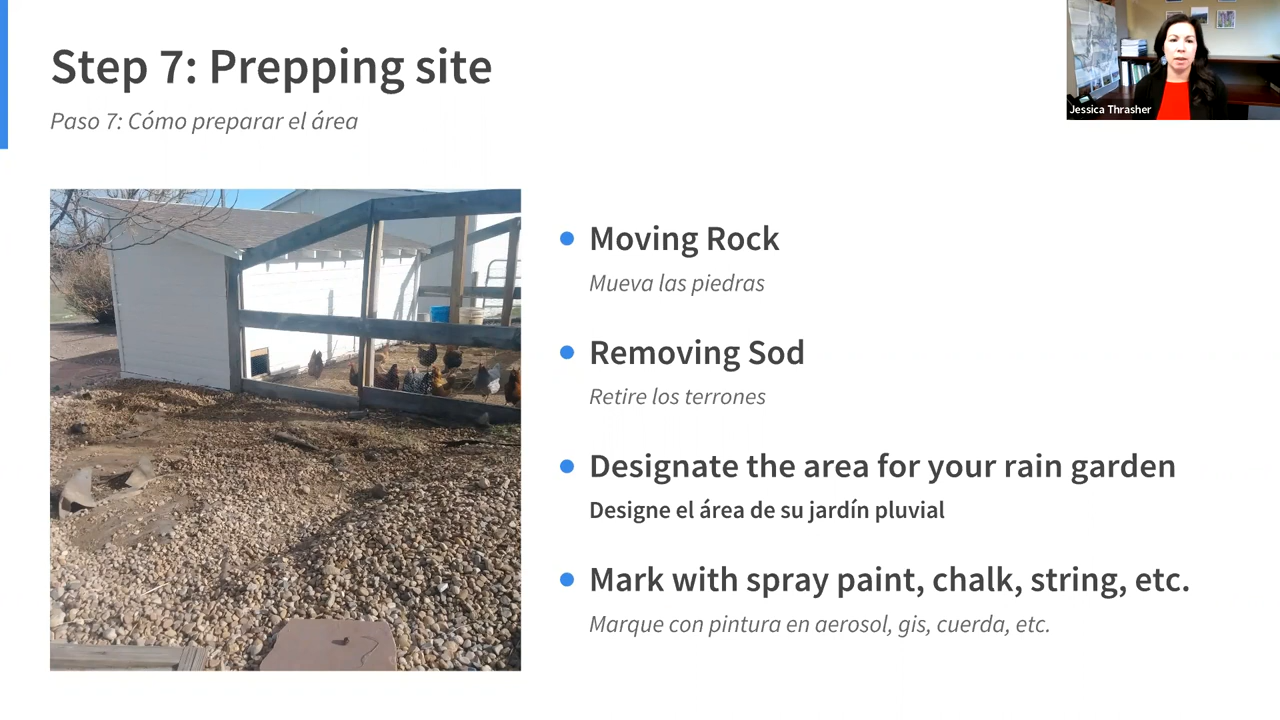 Step 7: Prepping site
Paso 7: Cómo preparar el área
Jessica Thrasher
Moving Rock
Mueva las piedras
Removing Sod
Retire los terrones
Designate the area for your rain garden
Designe el área de su jardín pluvial
Mark with spray paint, chalk, string, etc.
Marque con pintura en aerosol, gis, cuerda, etc.